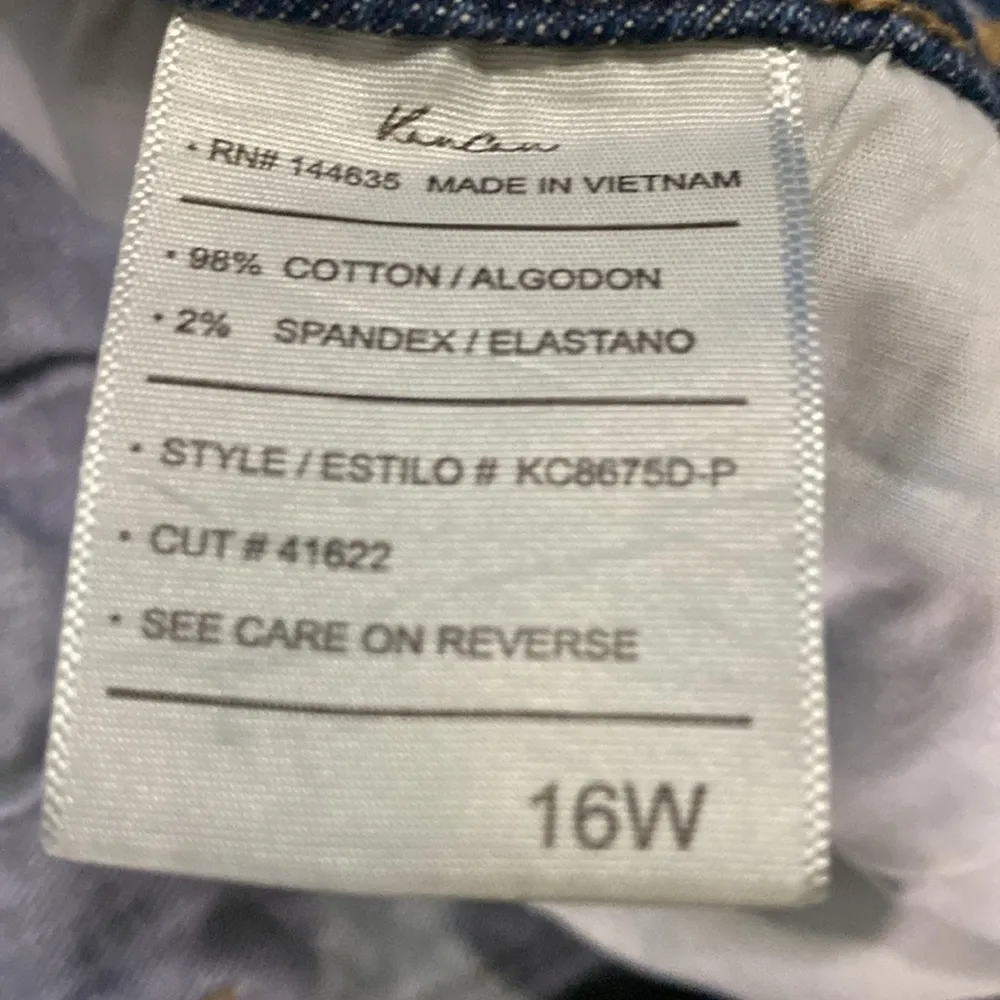 KanCan
• RN# 144635 MADE IN VIETNAM
• 98% COTTON / ALGODON
• 2% SPANDEX / ELASTANO
• STYLE / ESTILO # KC8675D-P
• CUT # 41622
• SEE CARE ON REVERSE
16W